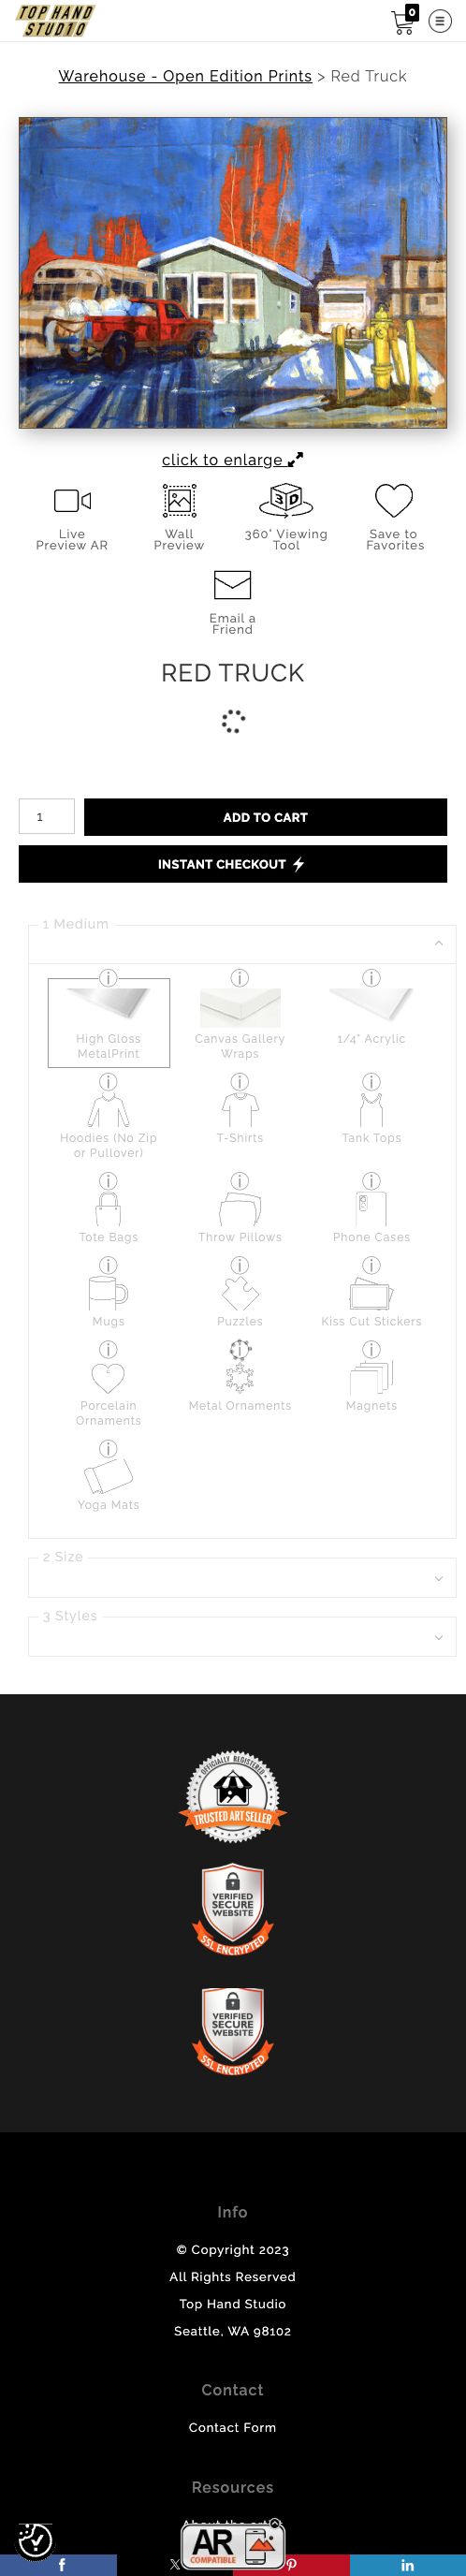 TOP HAND
STUDIO
0
Warehouse - Open Edition Prints > Red Truck
click to enlarge
Live
Preview AR
Wall
Preview
3D
360° Viewing
Tool
Save to
Favorites
Email a
Friend
RED TRUCK
1
ADD TO CART
INSTANT CHECKOUT
1 Medium
High Gloss
MetalPrint
Canvas Gallery
Wraps
1/4" Acrylic
Hoodies (No Zip
or Pullover)
T-Shirts
Tank Tops
Tote Bags
Throw Pillows
Phone Cases
Mugs
Puzzles
Kiss Cut Stickers
Porcelain
Ornaments
Metal Ornaments
Magnets
Yoga Mats
2 Size
3 Styles
OFFICIALLY REGISTERED
TRUSTED ART SELLER
VERIFIED
SECURE
WEBSITE
SSL ENCRYPTED
VERIFIED
SECURE
WEBSITE
SSL ENCRYPTED
Info
© Copyright 2023
All Rights Reserved
Top Hand Studio
Seattle, WA 98102
Contact
Contact Form
Resources
AR
COMPATIBLE